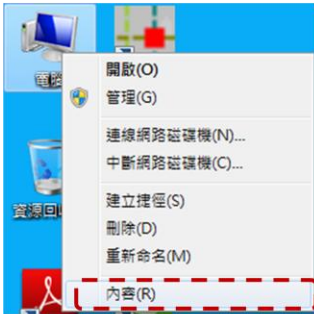 電腦
開啟(O)
管理(G)
連線網路磁碟機(N)...
中斷網路磁碟機(C)...
建立捷徑(S)
資源回
刪除(D)
重新命名(M)
內容(R)